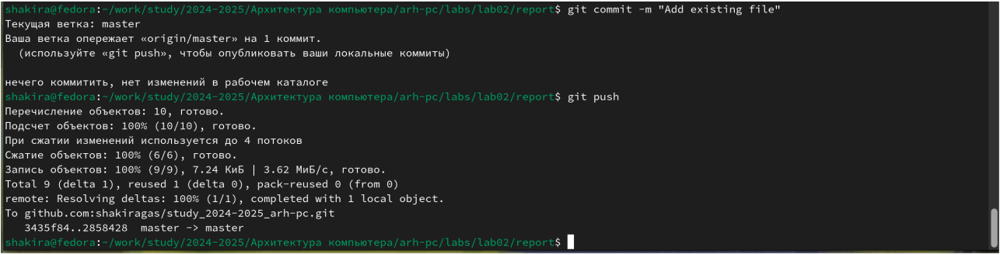 shakira@fedora:~/work/study/2024-2025/Архитектура компьютера/arh-pc/labs/lab02/report$ git commit -m "Add existing file"
Текущая ветка: master
Ваша ветка опережает «origin/master» на 1 коммит.
  (используйте «git push», чтобы опубликовать ваши локальные коммиты)

нечего коммитить, нет изменений в рабочем каталоге
shakira@fedora:~/work/study/2024-2025/Архитектура компьютера/arh-pc/labs/lab02/report$ git push
Перечисление объектов: 10, готово.
Подсчет объектов: 100% (10/10), готово.
При сжатии изменений используется до 4 потоков
Сжатие объектов: 100% (6/6), готово.
Запись объектов: 100% (9/9), 7.24 КиБ | 3.62 МиБ/с, готово.
Total 9 (delta 1), reused 1 (delta 0), pack-reused 0 (from 0)
remote: Resolving deltas: 100% (1/1), completed with 1 local object.
To github.com:shakiragas/study_2024-2025_arh-pc.git
   3435f84..2858428  master -> master
shakira@fedora:~/work/study/2024-2025/Архитектура компьютера/arh-pc/labs/lab02/report$